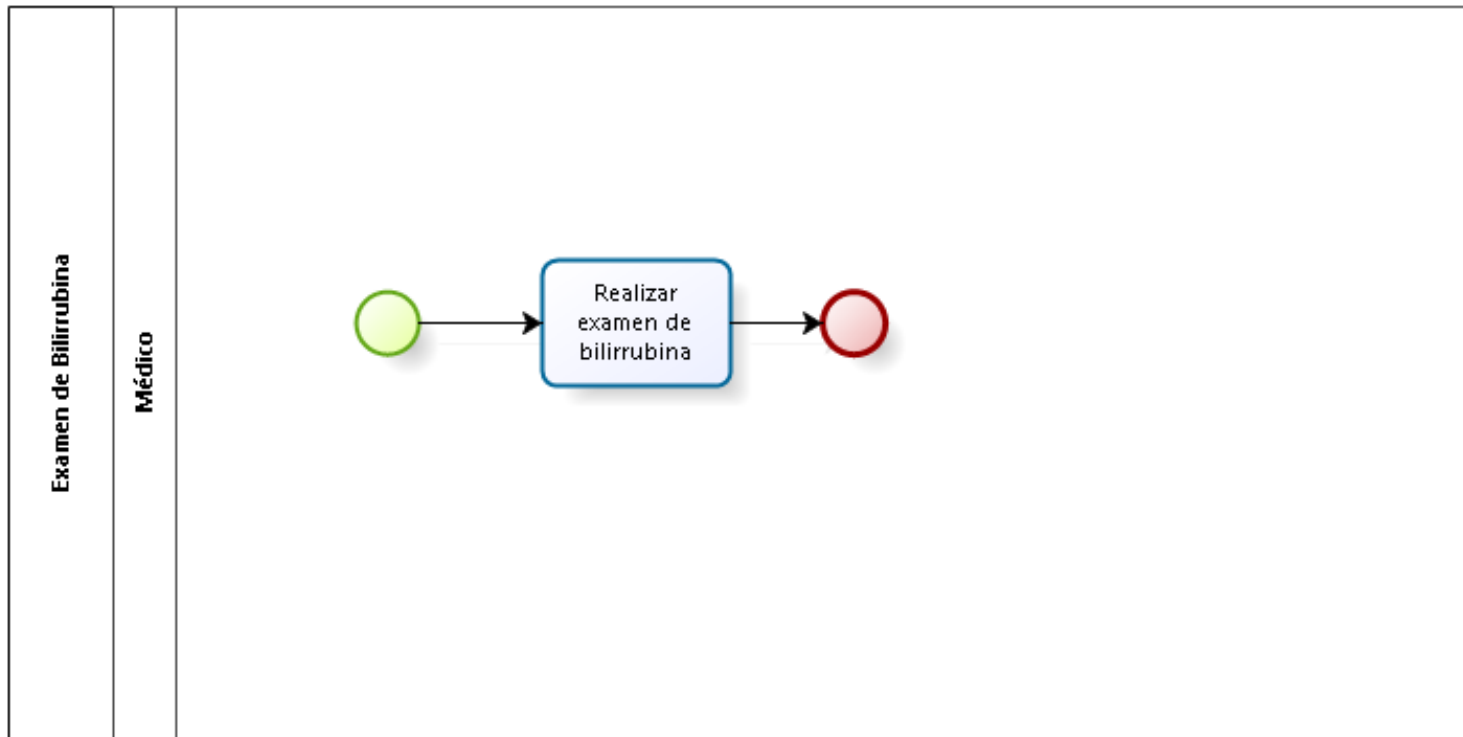 Examen de Bilirrubina
Médico
Realizar
examen de
bilirrubina